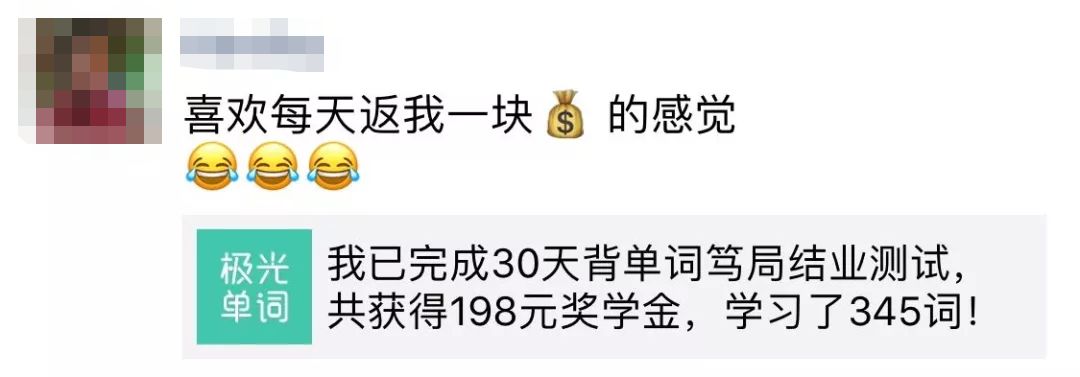 喜欢每天返我一块💰 的感觉
😂😂😂
极光
单词
我已完成30天背单词笃局结业测试，
共获得198元奖学金，学习了345词！